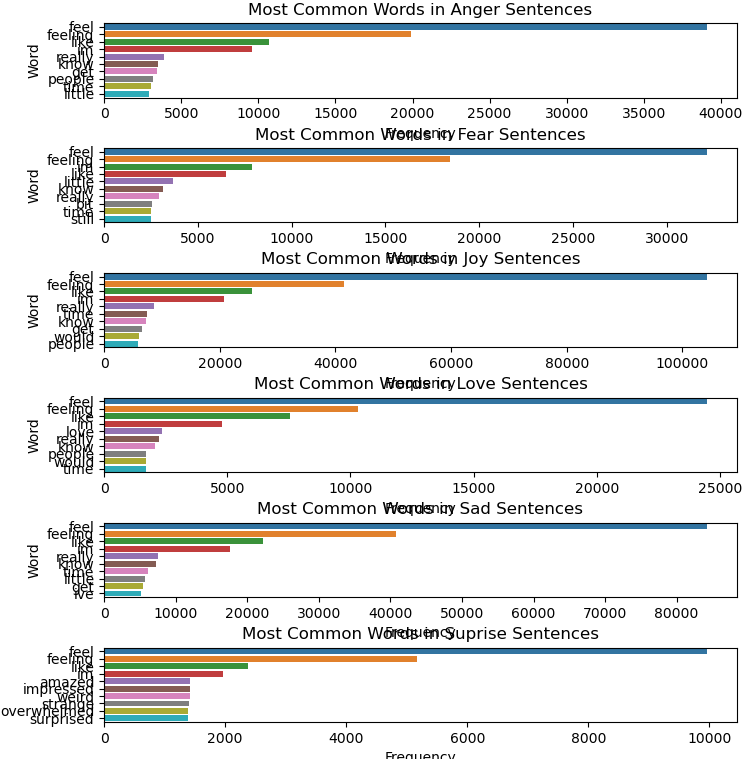 Most Common Words in Anger Sentences
Word
feel
feeling
like
im
really
know
get
people
time
little
0 5000 10000 15000 20000 25000 30000 35000 40000
Frequency
Most Common Words in Fear Sentences
Word
feel
feeling
im
like
little
know
really
bit
time
still
0 5000 10000 15000 20000 25000 30000
Frequency
Most Common Words in Joy Sentences
Word
feel
feeling
like
im
really
time
know
get
would
people
0 20000 40000 60000 80000 100000
Frequency
Most Common Words in Love Sentences
Word
feel
feeling
like
im
love
really
know
people
would
time
0 5000 10000 15000 20000 25000
Frequency
Most Common Words in Sad Sentences
Word
feel
feeling
like
im
really
know
time
little
get
ive
0 10000 20000 30000 40000 50000 60000 70000 80000
Frequency
Most Common Words in Suprise Sentences
feel
feeling
like
im
amazed
impressed
weird
strange
overwhelmed
surprised
0 2000 4000 6000 8000 10000
Frequency